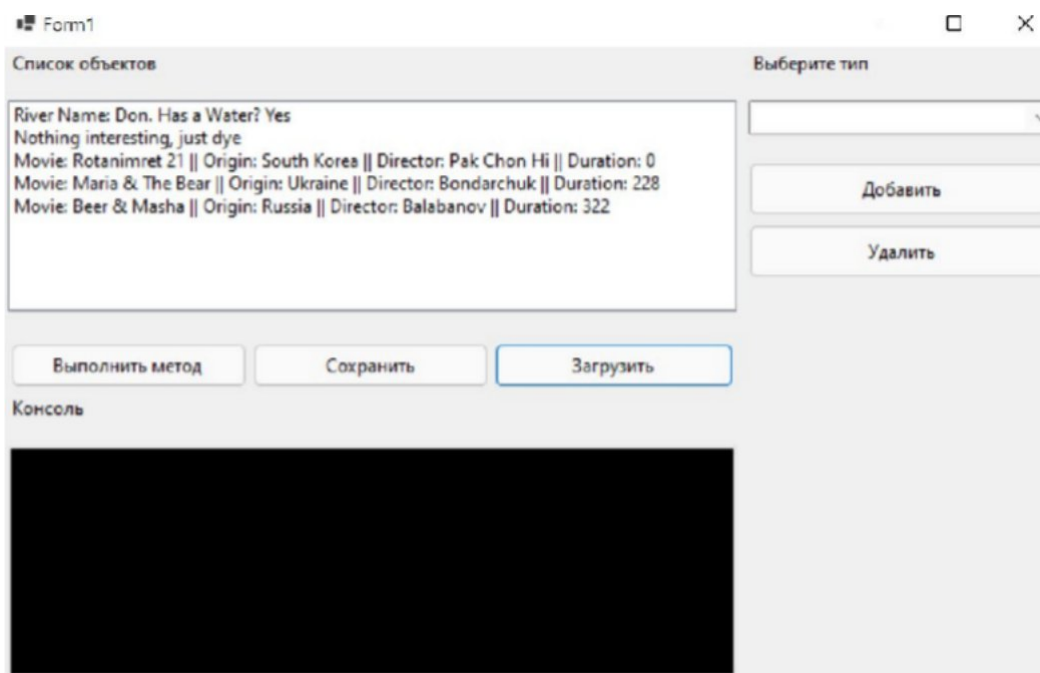 Form1
Список объектов
Выберите тип
River Name: Don. Has a Water? Yes
Nothing interesting, just dye
Movie: Rotanimret 21 || Origin: South Korea || Director: Pak Chon Hi || Duration: 0
Movie: Maria & The Bear || Origin: Ukraine || Director: Bondarchuk || Duration: 228
Movie: Beer & Masha || Origin: Russia || Director: Balabanov || Duration: 322
Добавить
Удалить
Выполнить метод
Сохранить
Загрузить
Консоль